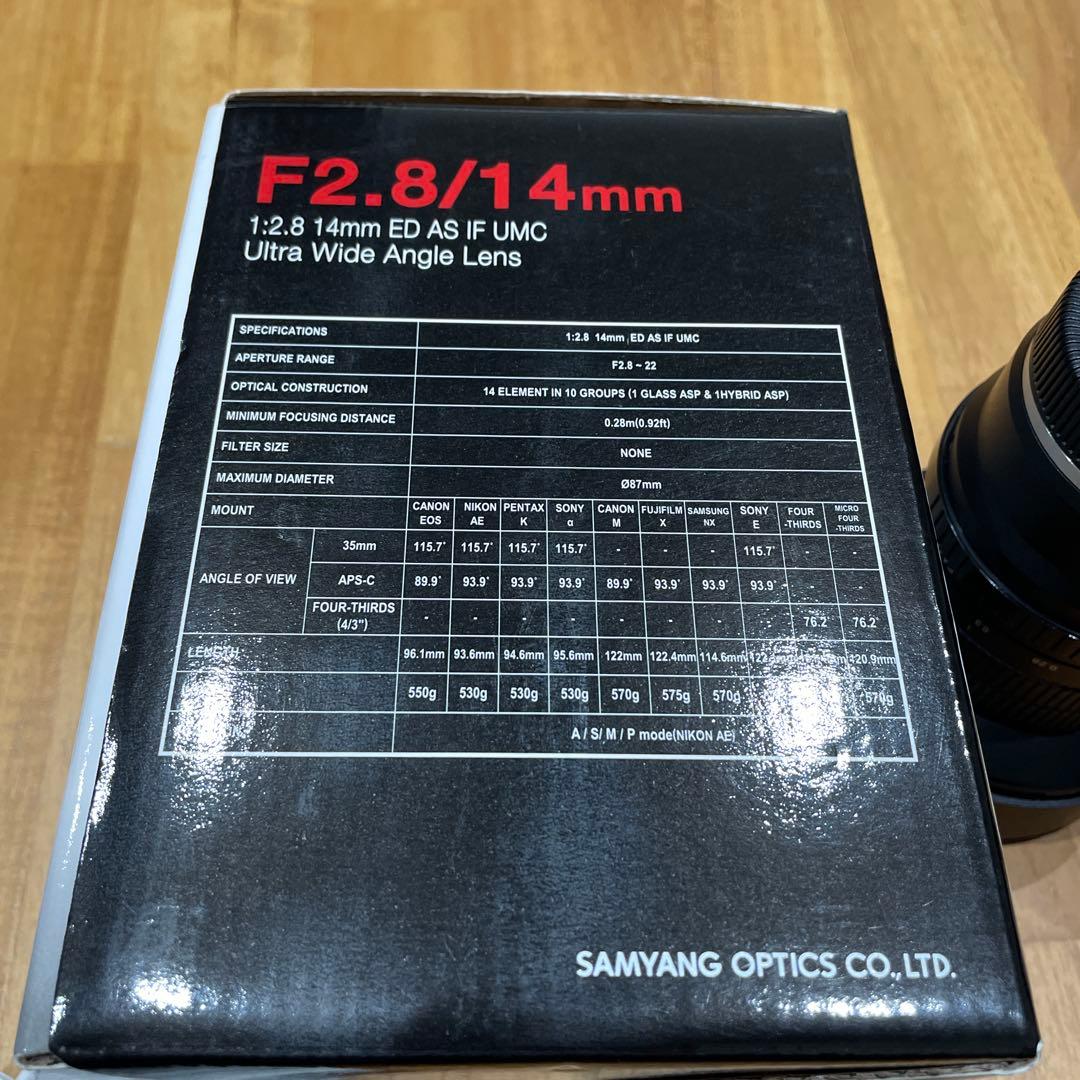 F2.8/14mm
1:2.8 14mm ED AS IF UMC
Ultra Wide Angle Lens
SPECIFICATIONS 1:2.8 14mm ED AS IF UMC
APERTURE RANGE F2.8 ~ 22
OPTICAL CONSTRUCTION 14 ELEMENT IN 10 GROUPS (1 GLASS ASP & 1HYBRID ASP)
MINIMUM FOCUSING DISTANCE 0.28m(0.92ft)
FILTER SIZE NONE
MAXIMUM DIAMETER Ø87mm
MOUNT CANON EOS NIKON AE PENTAX K SONY α CANON M FUJIFILM X SAMSUNG NX SONY E FOUR -THIRDS MICRO FOUR -THIRDS
ANGLE OF VIEW 35mm 115.7° 115.7° 115.7° 115.7° - - - 115.7° - -
APS-C 89.9° 93.9° 93.9° 93.9° 89.9° 93.9° 93.9° 93.9° - -
FOUR-THIRDS (4/3") - - - - - - - - 76.2° 76.2°
LENGTH 96.1mm 93.6mm 94.6mm 95.6mm 122mm 122.4mm 114.6mm 120.9mm
550g 530g 530g 530g 570g 575g 570g 570g
A / S/ M / P mode(NIKON AE)
SAMYANG OPTICS CO.,LTD.